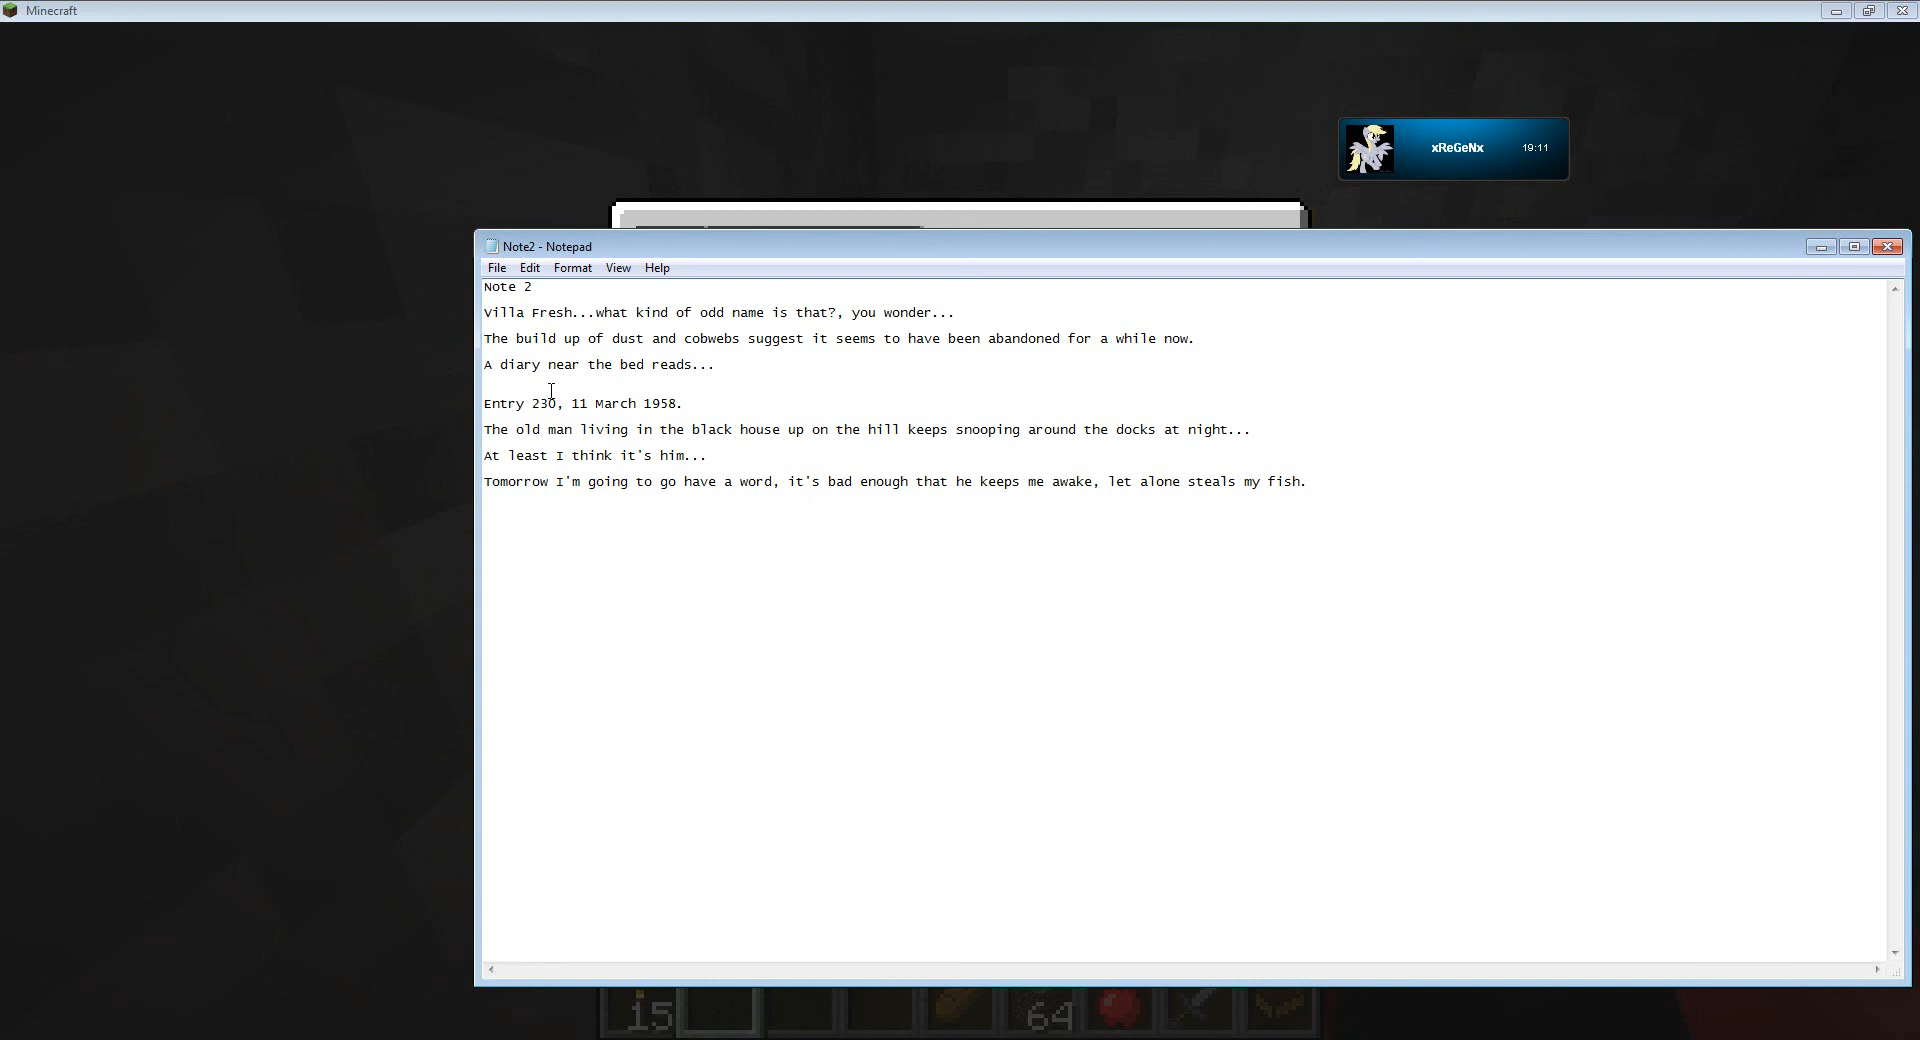 Minecraft
xReGeNx 19:11
Note2 - Notepad
File Edit Format View Help
Note 2
Villa Fresh...what kind of odd name is that?, you wonder...
The build up of dust and cobwebs suggest it seems to have been abandoned for a while now.
A diary near the bed reads...
Entry 230, 11 March 1958.
The old man living in the black house up on the hill keeps snooping around the docks at night...
At least I think it's him...
Tomorrow I'm going to go have a word, it's bad enough that he keeps me awake, let alone steals my fish.
15 64